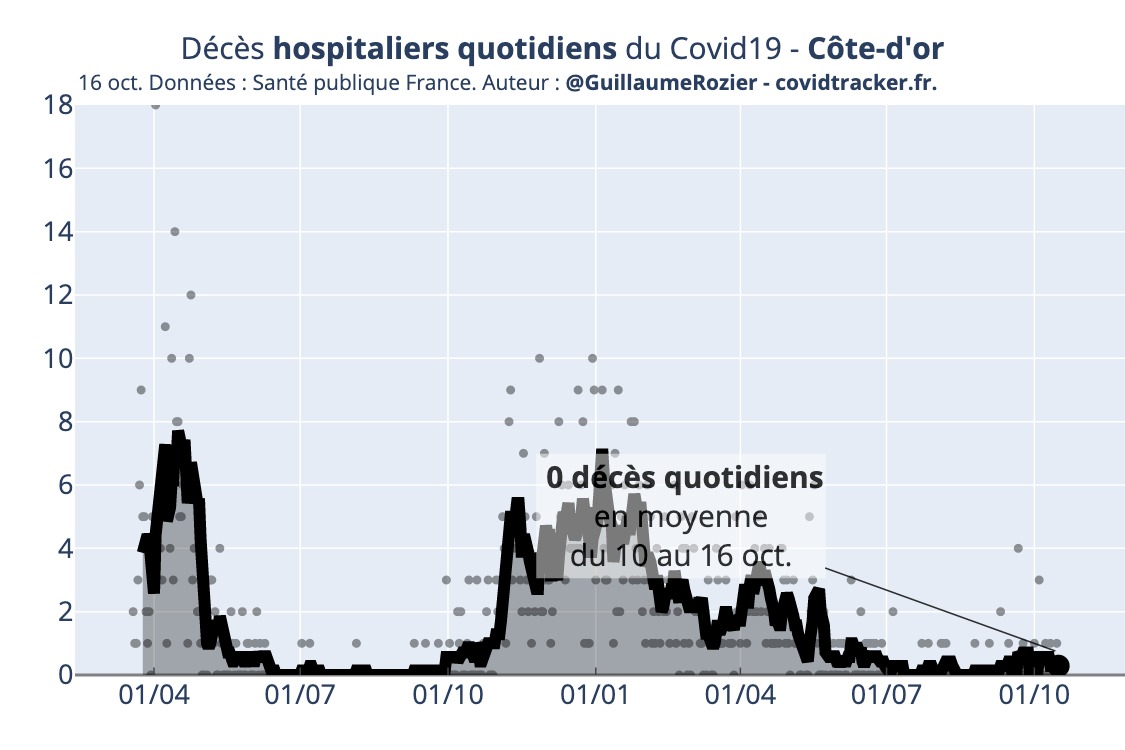 Décès hospitaliers quotidiens du Covid19 - Côte-d'or
16 oct. Données : Santé publique France. Auteur : @GuillaumeRozier - covidtracker.fr.
18
16
14
12
10
8
6
4
2
0
0 décès quotidiens
en moyenne
du 10 au 16 oct.
01/04 01/07 01/10 01/01 01/04 01/07 01/10